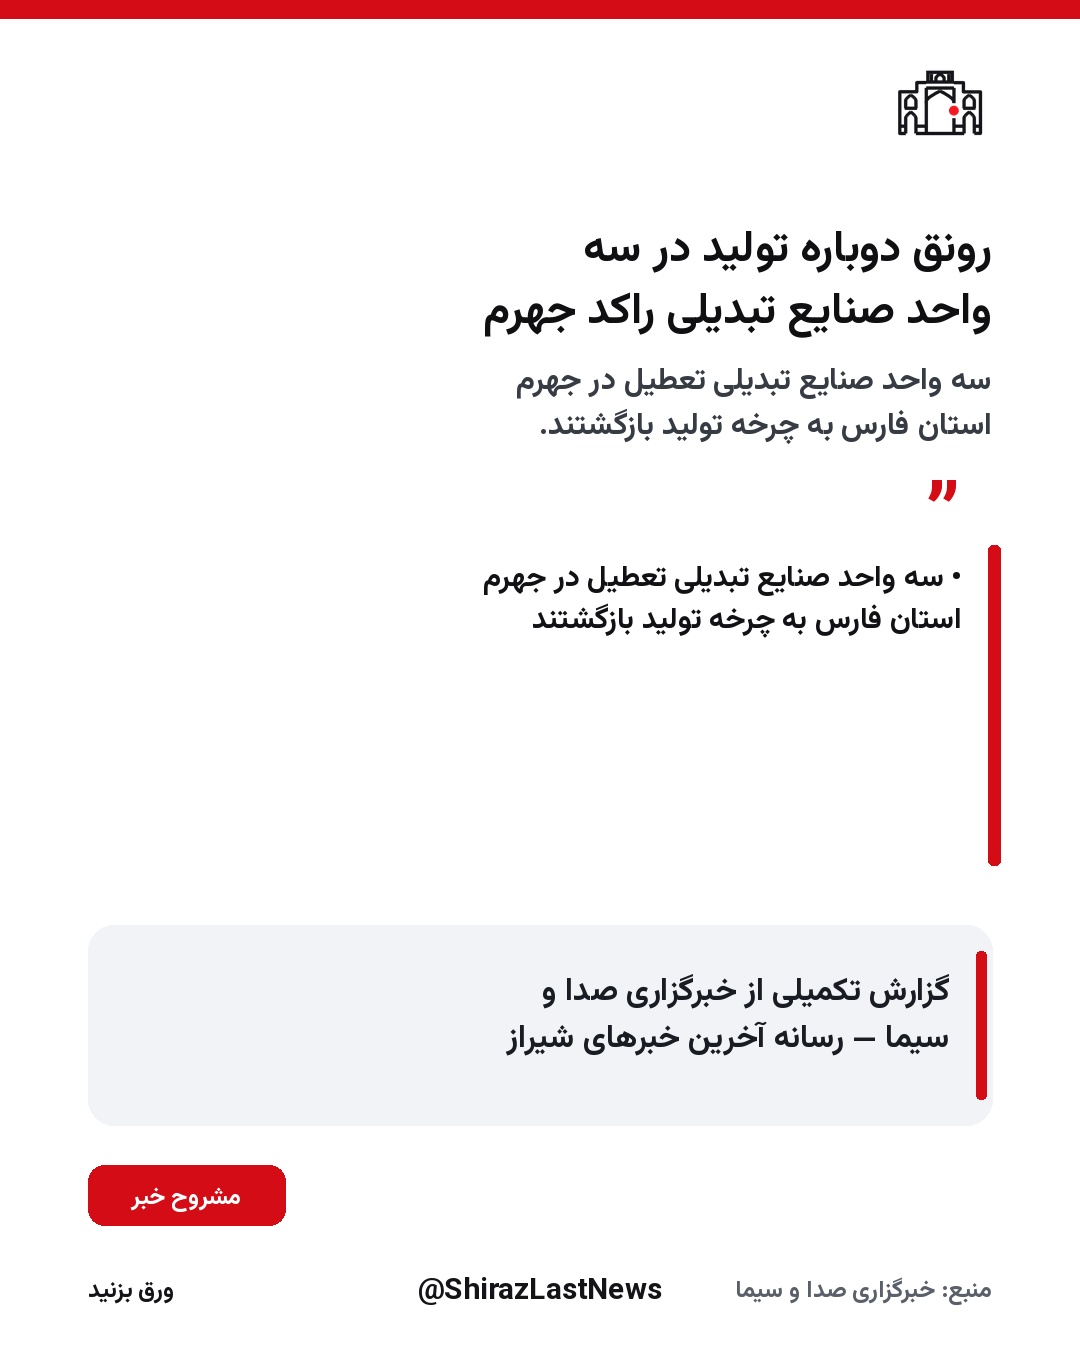 رونق دوباره تولید در سه
واحد صنایع تبدیلی راکد جهرم
سه واحد صنایع تبدیلی تعطیل در جهرم
استان فارس به چرخه تولید بازگشتند.
”
• سه واحد صنایع تبدیلی تعطیل در جهرم
استان فارس به چرخه تولید بازگشتند
گزارش تکمیلی از خبرگزاری صدا و
سیما — رسانه آخرین خبرهای شیراز
مشروح خبر
منبع: خبرگزاری صدا و سیما
@ShirazLastNews
ورق بزنید